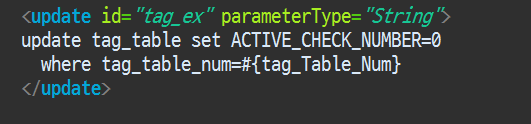 <update id="tag_ex" parameterType="String">
update tag_table set ACTIVE_CHECK_NUMBER=0
where tag_table_num=#{tag_Table_Num}
</update>